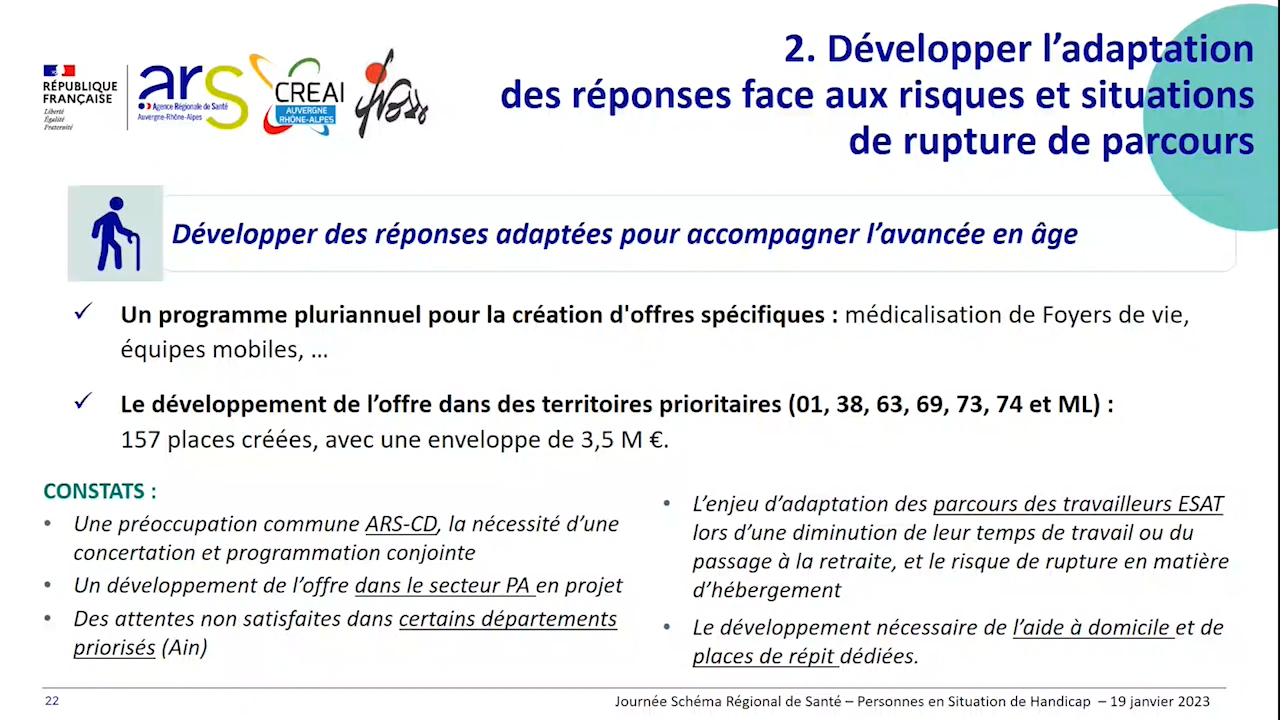 2. Développer l’adaptation
des réponses face aux risques et situations
de rupture de parcours
RÉPUBLIQUE
FRANÇAISE
Liberté
Égalité
Fraternité
ars
Agence Régionale de Santé
Auvergne-Rhône-Alpes
CREAI
AUVERGNE
RHÔNE-ALPES
Développer des réponses adaptées pour accompagner l’avancée en âge
✓ Un programme pluriannuel pour la création d'offres spécifiques : médicalisation de Foyers de vie,
équipes mobiles, …
✓ Le développement de l’offre dans des territoires prioritaires (01, 38, 63, 69, 73, 74 et ML) :
157 places créées, avec une enveloppe de 3,5 M €.
CONSTATS :
• Une préoccupation commune ARS-CD, la nécessité d’une
concertation et programmation conjointe
• Un développement de l’offre dans le secteur PA en projet
• Des attentes non satisfaites dans certains départements
priorisés (Ain)
• L’enjeu d’adaptation des parcours des travailleurs ESAT
lors d’une diminution de leur temps de travail ou du
passage à la retraite, et le risque de rupture en matière
d’hébergement
• Le développement nécessaire de l’aide à domicile et de
places de répit dédiées.
22
Journée Schéma Régional de Santé – Personnes en Situation de Handicap – 19 janvier 2023